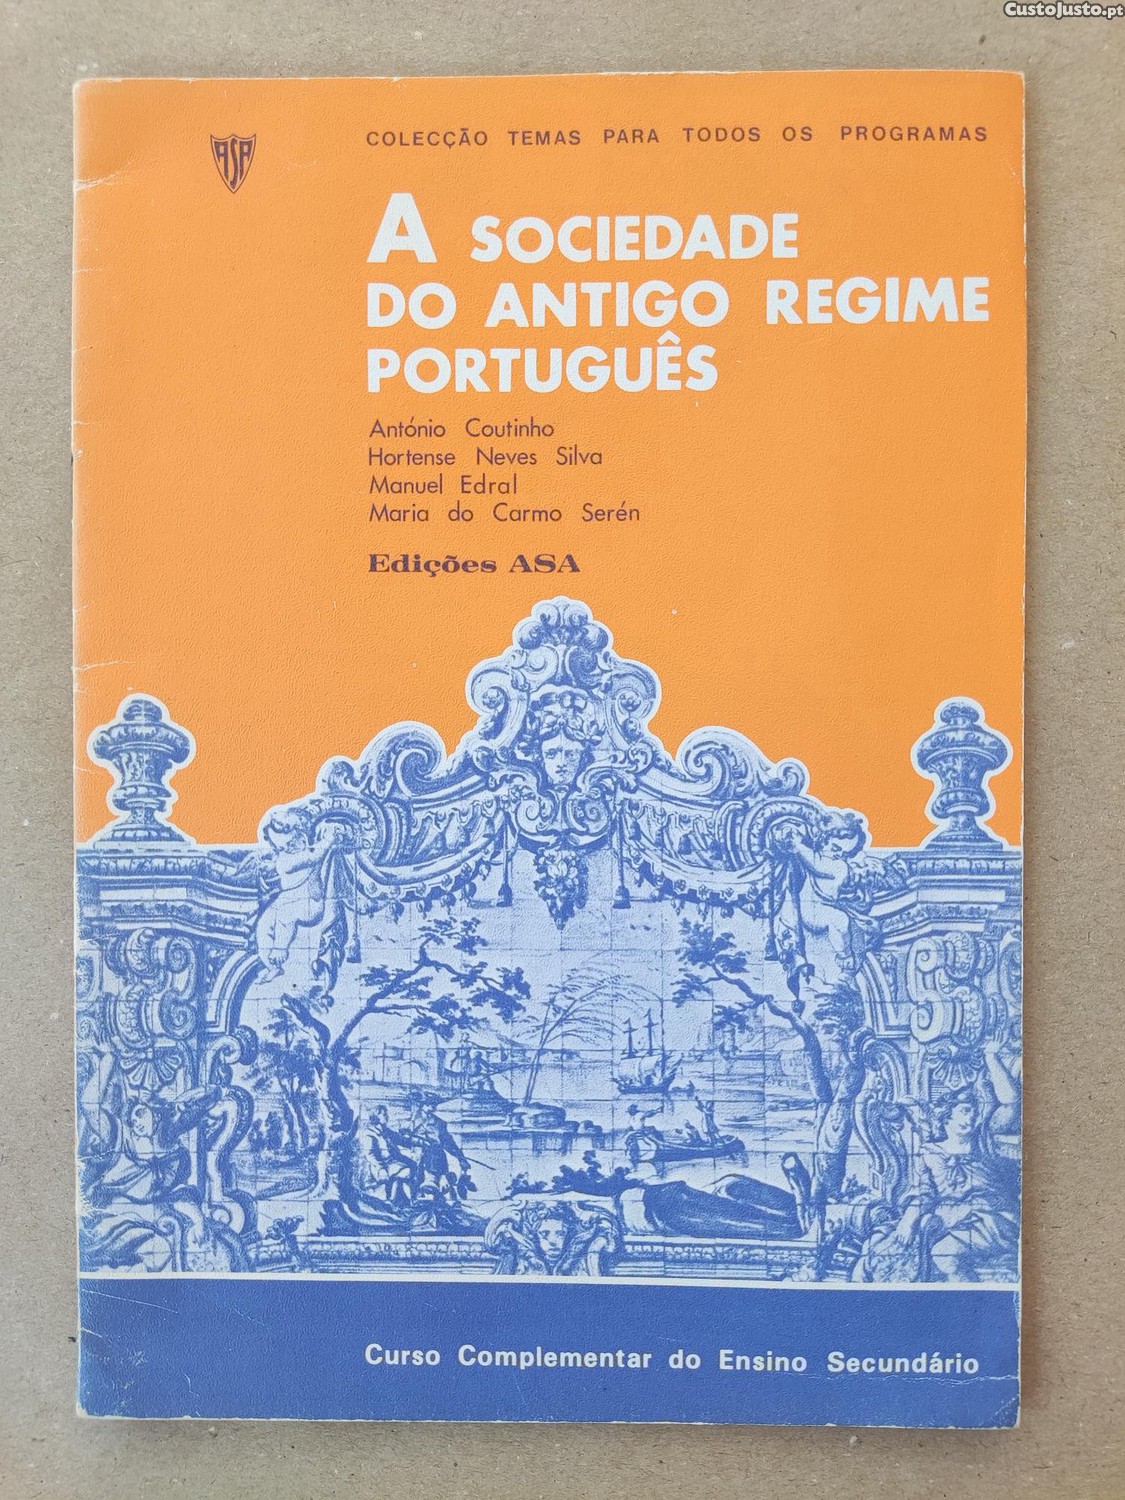 CustoJusto.pt
ASA
COLECÇÃO TEMAS PARA TODOS OS PROGRAMAS
A SOCIEDADE
DO ANTIGO REGIME
PORTUGUÊS
António Coutinho
Hortense Neves Silva
Manuel Edral
Maria do Carmo Serén
Edições ASA
Curso Complementar do Ensino Secundário